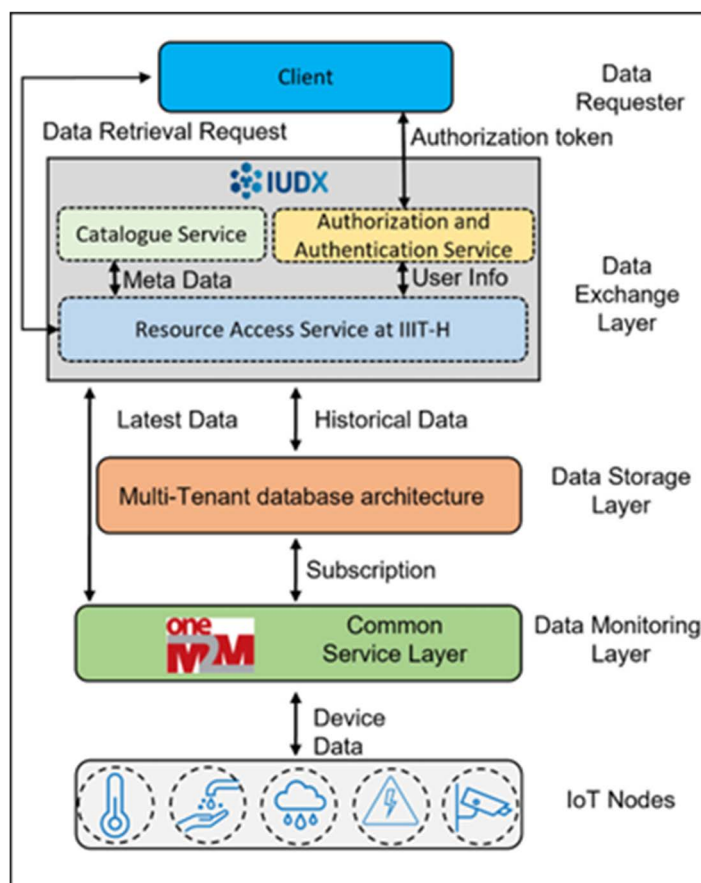 Client
Data
Requester
Data Retrieval Request
Authorization token
IUDX
Catalogue Service
Authorization and
Authentication Service
Data
Exchange
Layer
Meta Data
User Info
Resource Access Service at IIIT-H
Latest Data
Historical Data
Multi-Tenant database architecture
Data Storage
Layer
Subscription
one
M2M
Common
Service Layer
Data Monitoring
Layer
Device
Data
IoT Nodes